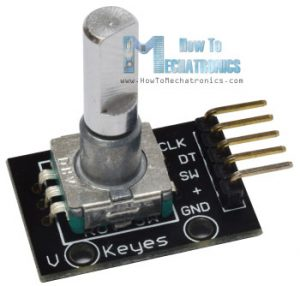 How To
MECHATRONICS
www.HowToMechatronics.com
CLK
DT
SW
+
GND
V Keyes